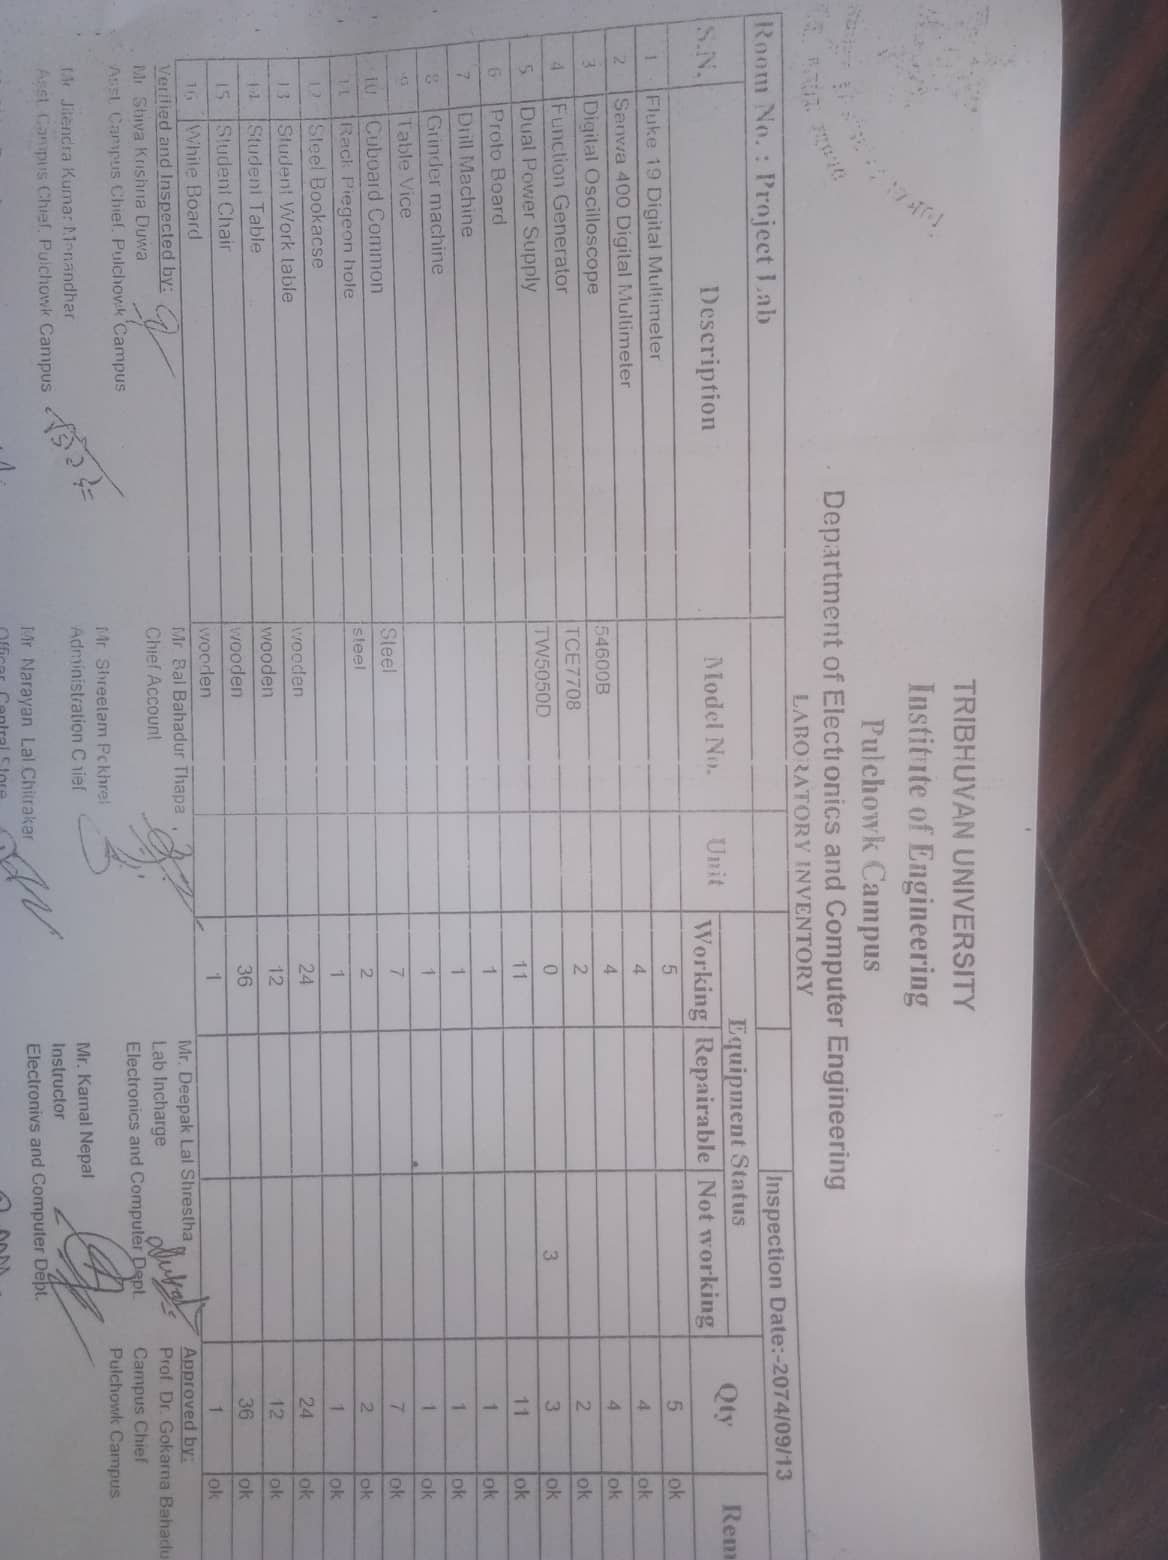 TRIBHUVAN UNIVERSITY
Institute of Engineering
Pulchowk Campus
Department of Electronics and Computer Engineering
LABORATORY INVENTORY
Room No. : Project Lab Inspection Date:-2074/09/13
S.N. Description Model No. Unit Equipment Status Qty Rem
Working Repairable Not working
1 Fluke 19 Digital Multimeter 5 5 ok
2 Sanwa 400 Digital Multimeter 4 4 ok
3 Digital Oscilloscope 54600B 4 4 ok
4 Function Generator TCE7708 2 2 ok
5 Dual Power Supply TW5050D 0 3 3 ok
6 Proto Board 11 11 ok
7 Drill Machine 1 1 ok
8 Grinder machine 1 1 ok
9 Table Vice 1 1 ok
10 Cuboard Common Steel 7 7 ok
11 Rack Piegeon hole steel 2 2 ok
12 Steel Bookacse 1 1 ok
13 Student Work table wooden 24 24 ok
14 Student Table wooden 12 12 ok
15 Student Chair wooden 36 36 ok
16 White Board wooden 1 1 ok
Verified and Inspected by:
Mr. Shiva Krishna Duwa
Asst. Campus Chief, Pulchowk Campus
Mr. Jitendra Kumar Manandhar
Asst. Campus Chief, Pulchowk Campus
Mr. Bal Bahadur Thapa
Chief Account
Mr. Shreetam Pokhrel
Administration Chief
Mr. Narayan Lal Chitrakar
Officer, Central Store
Mr. Deepak Lal Shrestha
Lab Incharge
Electronics and Computer Dept.
Mr. Kamal Nepal
Instructor
Electronivs and Computer Dept.
Approved by:
Prof. Dr. Gokarna Bahadu
Campus Chief
Pulchowk Campus